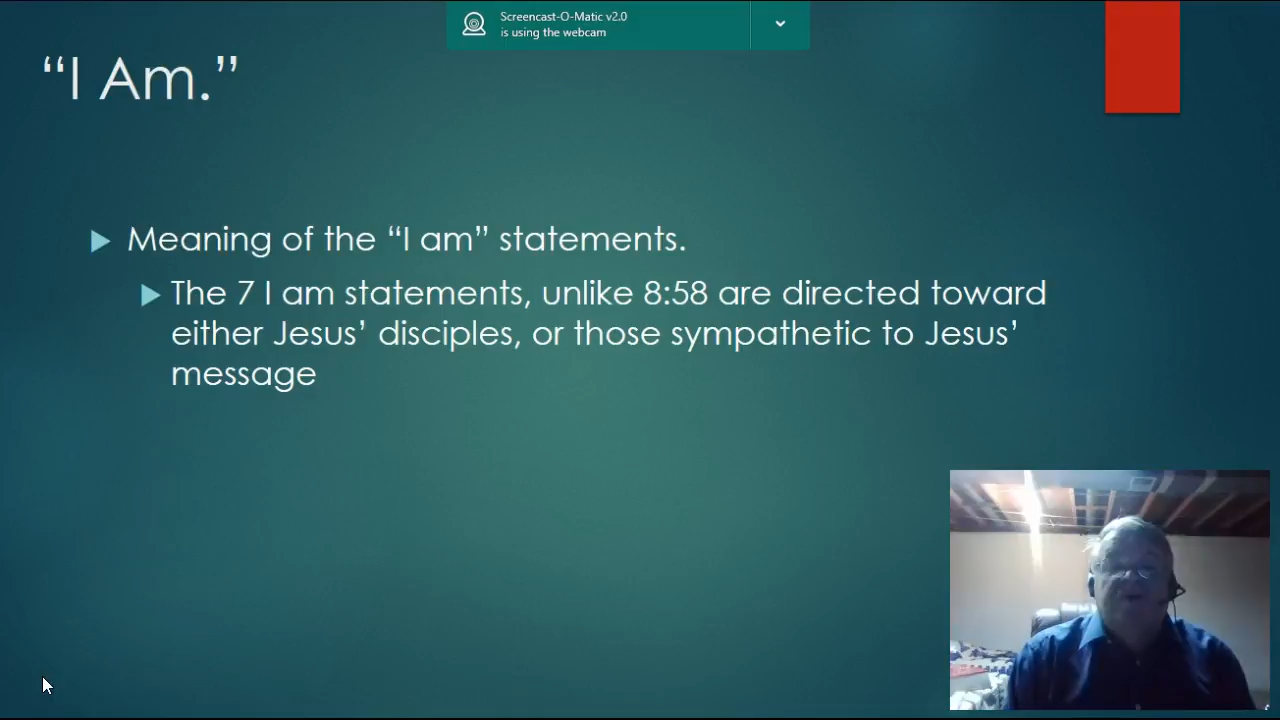 Screencast-O-Matic v2.0
is using the webcam
“I Am.”
Meaning of the “I am” statements.
The 7 I am statements, unlike 8:58 are directed toward
either Jesus’ disciples, or those sympathetic to Jesus’
message